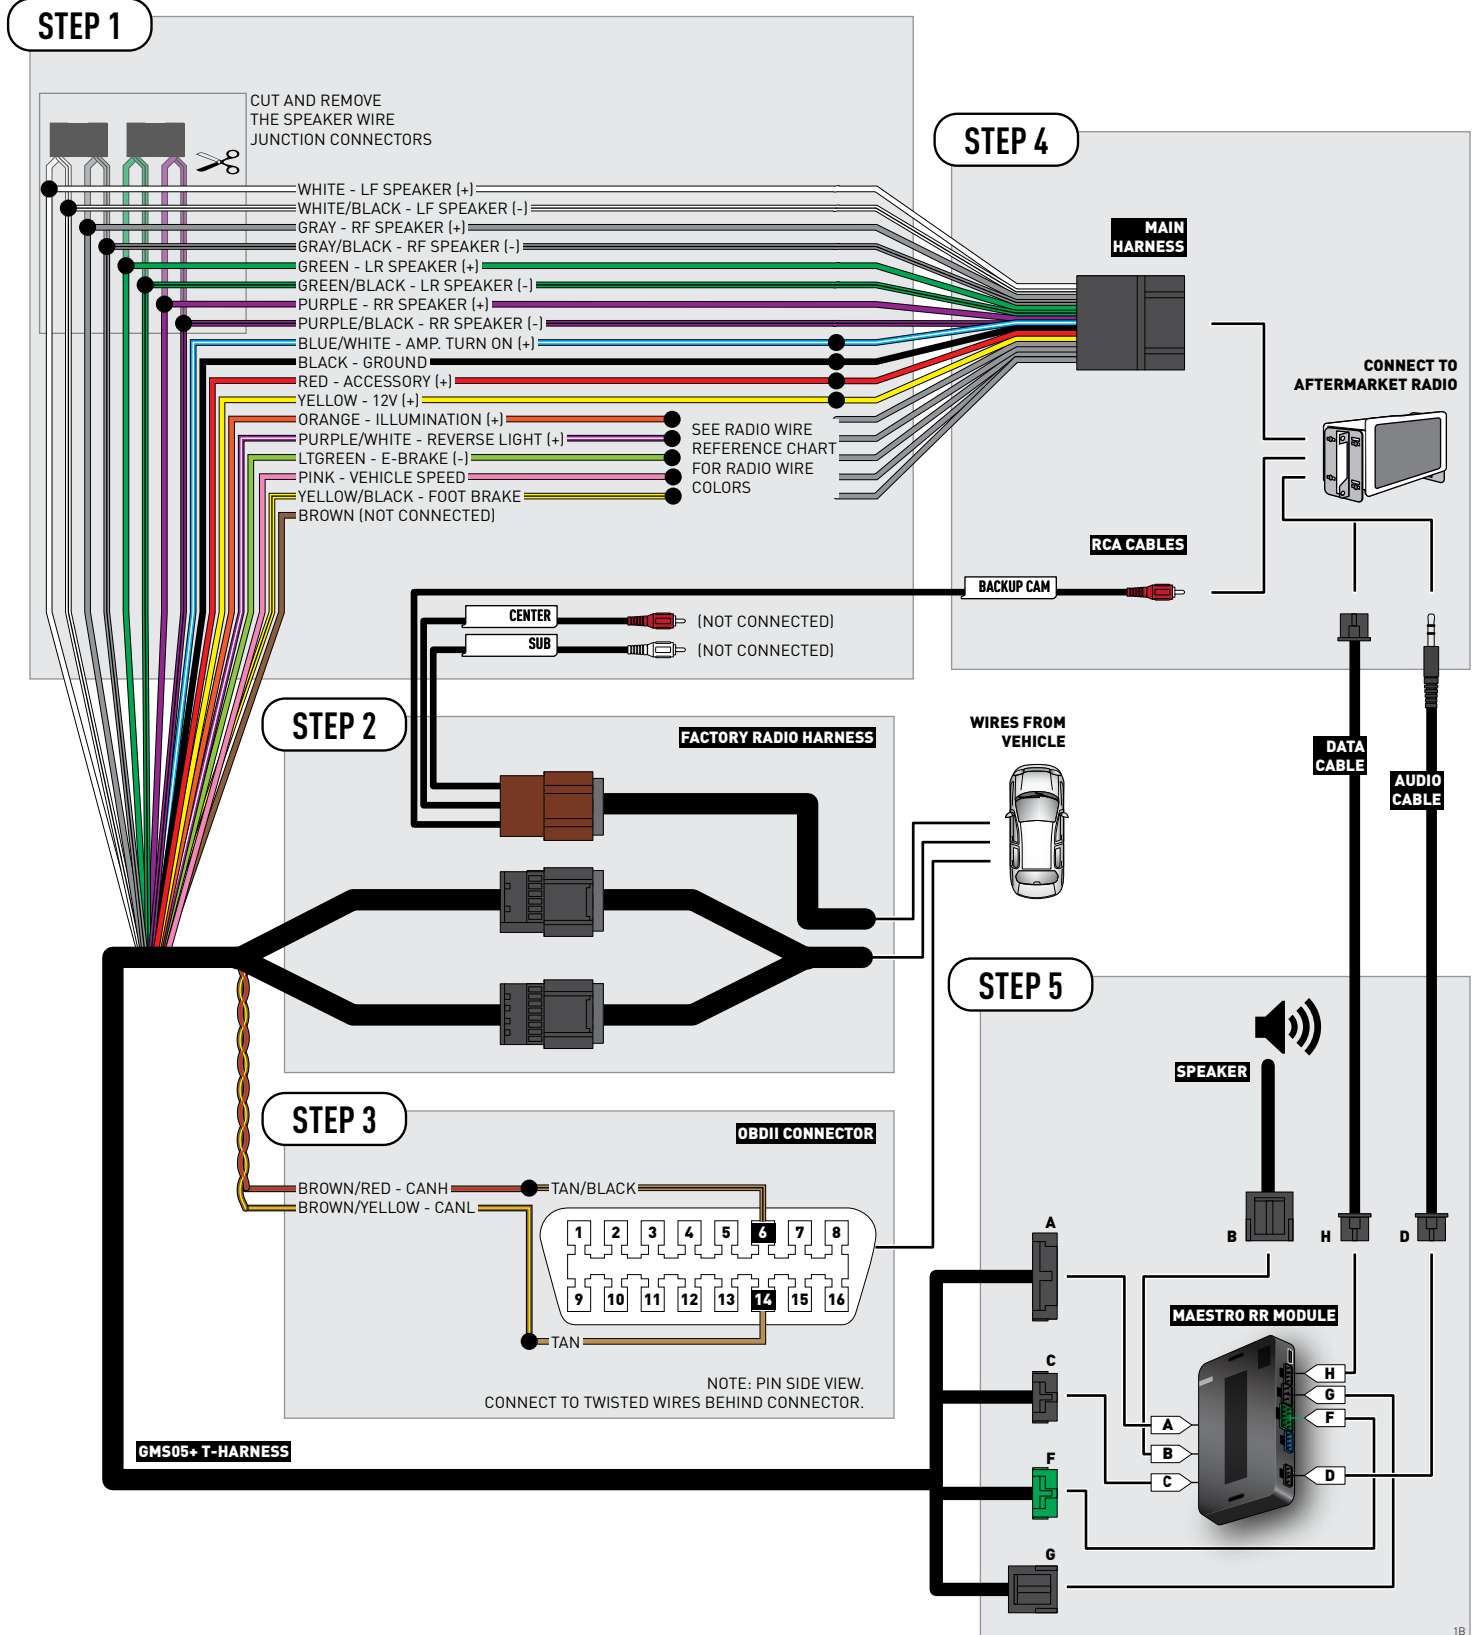 STEP 1
CUT AND REMOVE
THE SPEAKER WIRE
JUNCTION CONNECTORS
WHITE - LF SPEAKER (+)
WHITE/BLACK - LF SPEAKER (-)
GRAY - RF SPEAKER (+)
GRAY/BLACK - RF SPEAKER (-)
GREEN - LR SPEAKER (+)
GREEN/BLACK - LR SPEAKER (-)
PURPLE - RR SPEAKER (+)
PURPLE/BLACK - RR SPEAKER (-)
BLUE/WHITE - AMP. TURN ON (+)
BLACK - GROUND
RED - ACCESSORY (+)
YELLOW - 12V (+)
ORANGE - ILLUMINATION (+)
PURPLE/WHITE - REVERSE LIGHT (+)
LTGREEN - E-BRAKE (-)
PINK - VEHICLE SPEED
YELLOW/BLACK - FOOT BRAKE
BROWN (NOT CONNECTED)
SEE RADIO WIRE
REFERENCE CHART
FOR RADIO WIRE
COLORS
CENTER
(NOT CONNECTED)
SUB
(NOT CONNECTED)
STEP 4
MAIN
HARNESS
CONNECT TO
AFTERMARKET RADIO
RCA CABLES
BACKUP CAM
DATA
CABLE
AUDIO
CABLE
STEP 2
FACTORY RADIO HARNESS
WIRES FROM
VEHICLE
STEP 3
OBDII CONNECTOR
BROWN/RED - CANH
TAN/BLACK
BROWN/YELLOW - CANL
1 2 3 4 5 6 7 8
9 10 11 12 13 14 15 16
TAN
NOTE: PIN SIDE VIEW.
CONNECT TO TWISTED WIRES BEHIND CONNECTOR.
GMS05+ T-HARNESS
STEP 5
SPEAKER
A
B
H
D
C
F
G
MAESTRO RR MODULE
H
G
F
D
A
B
C
1B